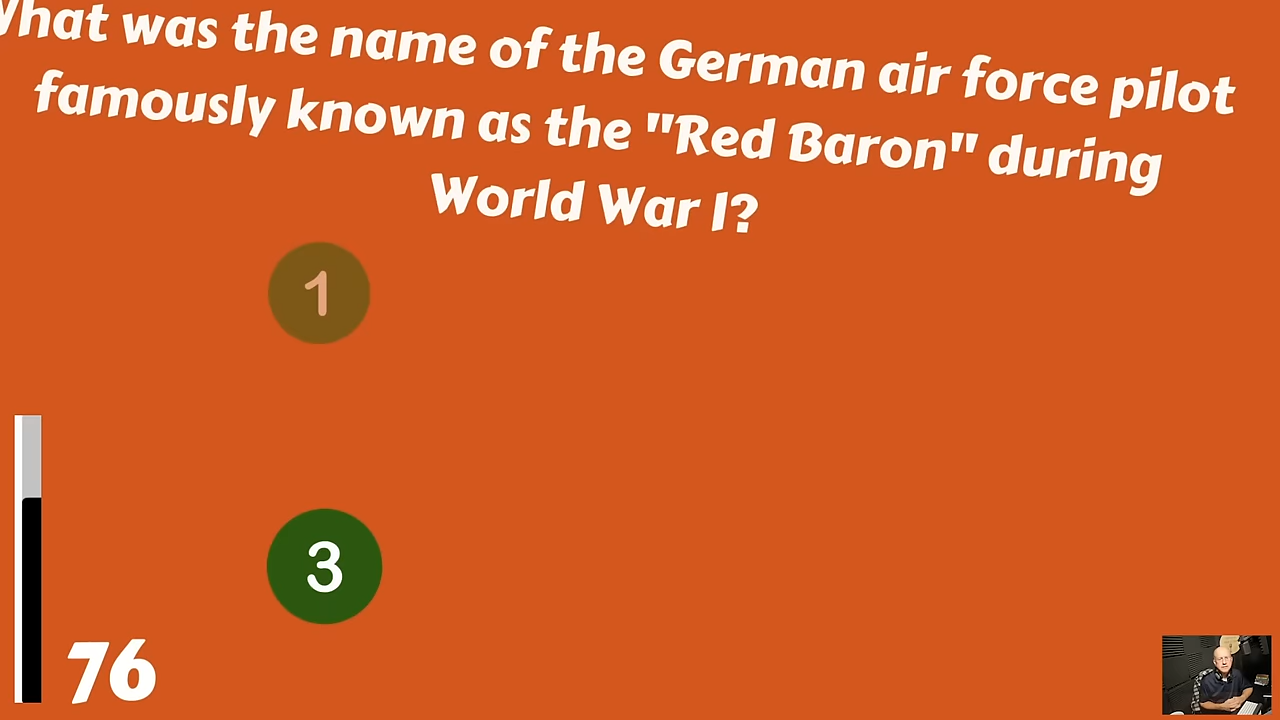 What was the name of the German air force pilot
famously known as the "Red Baron" during
World War I?
1
3
76